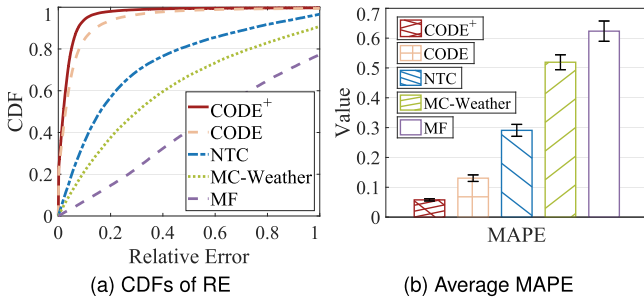 1
0.8
0.6
0.4
0.2
0
CDF
0 0.2 0.4 0.6 0.8 1
Relative Error
CODE+
CODE
NTC
MC-Weather
MF
(a) CDFs of RE
0.7
0.6
0.5
0.4
0.3
0.2
0.1
0
Value
CODE+
CODE
NTC
MC-Weather
MF
MAPE
(b) Average MAPE